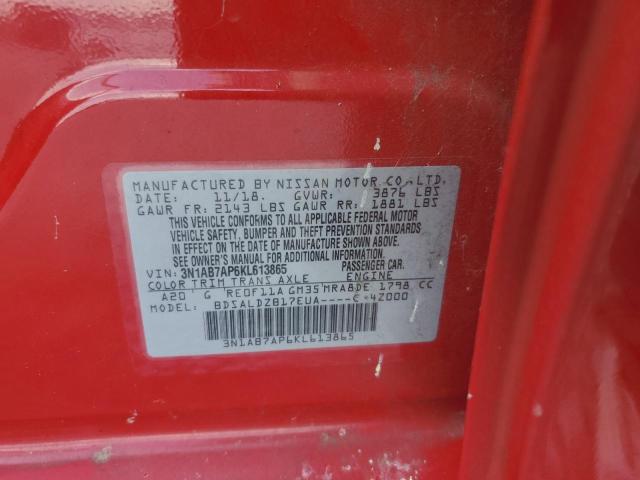 MANUFACTURED BY NISSAN MOTOR CO.,LTD.
DATE: 11/18. GVWR: 3876 LBS
GAWR FR: 2143 LBS GAWR RR: 1881 LBS
THIS VEHICLE CONFORMS TO ALL APPLICABLE FEDERAL MOTOR
VEHICLE SAFETY, BUMPER AND THEFT PREVENTION STANDARDS
IN EFFECT ON THE DATE OF MANUFACTURE SHOWN ABOVE.
SEE OWNER'S MANUAL FOR ADDITIONAL INFORMATION.
VIN: 3N1AB7AP6KL613865 PASSENGER CAR.
COLOR TRIM TRANS AXLE ENGINE
A20 G RE0F11A GM35 MRA8DE 1798 CC
MODEL: BDSALDZB17EUA----C 4Z000
3N1AB7AP6KL613865